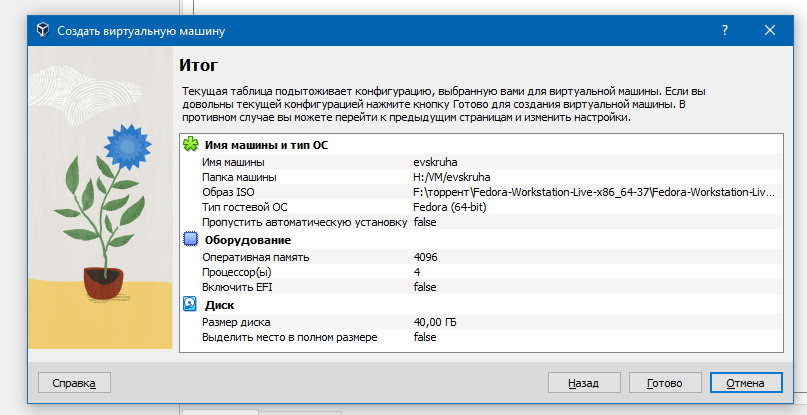 Создать виртуальную машину
Итог
Текущая таблица подытоживает конфигурацию, выбранную вами для виртуальной машины. Если вы
довольны текущей конфигурацией нажмите кнопку Готово для создания виртуальной машины. В
противном случае вы можете перейти к предыдущим страницам и изменить настройки.
Имя машины и тип ОС
Имя машины evskruha
Папка машины H:/VM/evskruha
Образ ISO F:\торрент\Fedora-Workstation-Live-x86_64-37\Fedora-Workstation-Liv...
Тип гостевой ОС Fedora (64-bit)
Пропустить автоматическую установку false
Оборудование
Оперативная память 4096
Процессор(ы) 4
Включить EFI false
Диск
Размер диска 40,00 ГБ
Выделить место в полном размере false
Справка Назад Готово Отмена